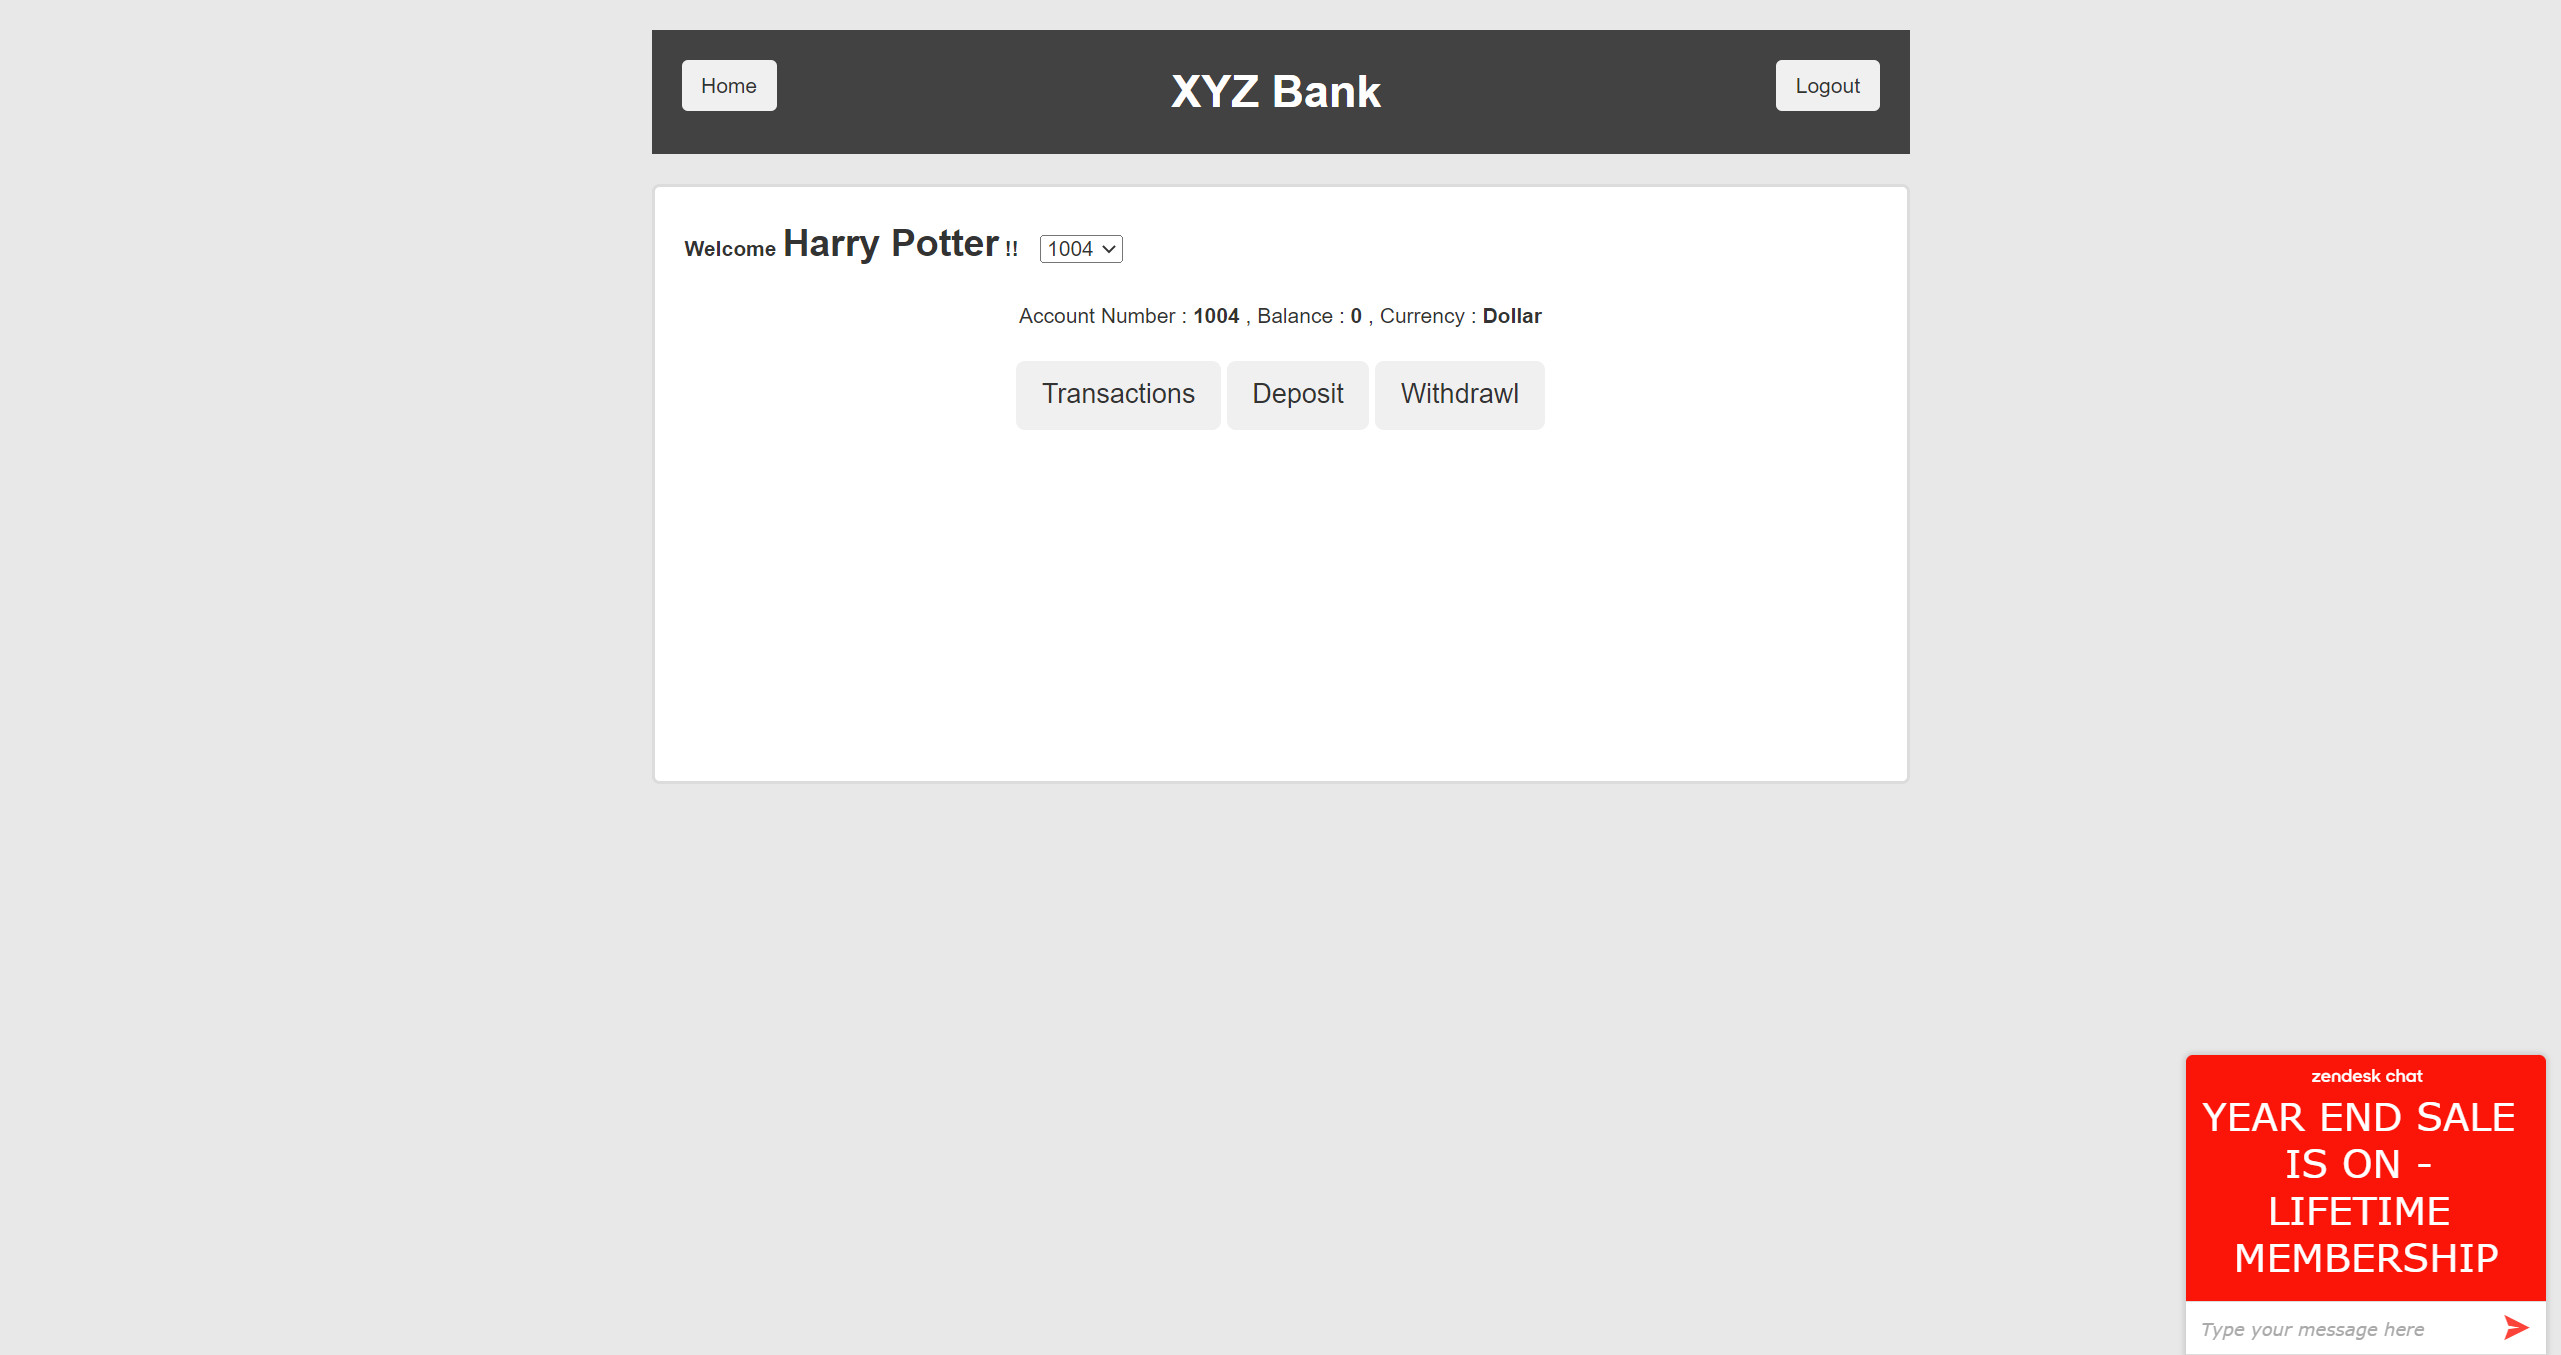 Home
XYZ Bank
Logout
Welcome Harry Potter !! 1004
Account Number : 1004 , Balance : 0 , Currency : Dollar
Transactions
Deposit
Withdrawl
zendesk chat
YEAR END SALE
IS ON -
LIFETIME
MEMBERSHIP
Type your message here